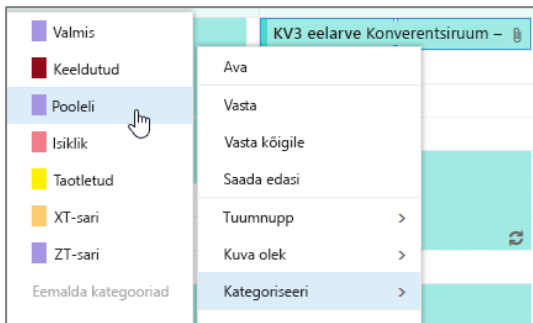 KV3 eelarve Konverentsiruum –
Valmis
Keeldutud
Pooleli
Isiklik
Taotletud
XT-sari
ZT-sari
Eemalda kategooriad
Ava
Vasta
Vasta kõigile
Saada edasi
Tuumnupp
Kuva olek
Kategoriseeri